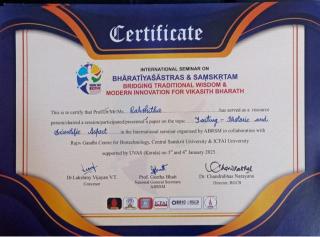 Certificate
INTERNATIONAL SEMINAR ON
BHĀRATĪYAŚĀSTRAS & SAṂSKṚTAM
BRIDGING TRADITIONAL WISDOM &
MODERN INNOVATION FOR VIKASITH BHARATH
This is to certify that Prof/Dr/Mr/Ms. Rakshitha has served as a resource
person/chaired a session/participated/presented a paper on the topic Fasting - Historic and
Scientific Aspect in the International seminar organised by ABRSM in collaboration with
Rajiv Gandhi Centre for Biotechnology, Central Sanskrit University & ICFAI University
supported by UVAS (Kerala) on 3rd and 4th January 2025
Dr Lakshmy Vijayan V.T.
Convenor
Prof. Geetha Bhatt
National General Secretary
ABRSM
Dr. Chandrabhas Narayana
Director, RGCB